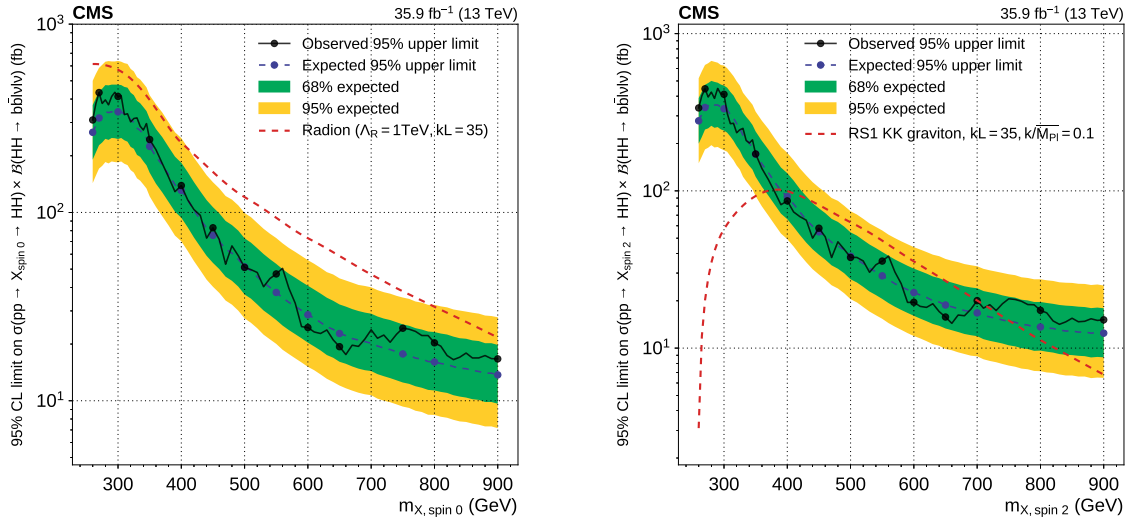 CMS 35.9 fb⁻¹ (13 TeV)
95% CL limit on σ(pp → X_spin 0 → HH) × B(HH → bb̄lνlν) (fb)
10³
10²
10¹
Observed 95% upper limit
Expected 95% upper limit
68% expected
95% expected
Radion (Λ_R = 1TeV, kL = 35)
300 400 500 600 700 800 900
m_X, spin 0 (GeV)
CMS 35.9 fb⁻¹ (13 TeV)
95% CL limit on σ(pp → X_spin 2 → HH) × B(HH → bb̄lνlν) (fb)
10³
10²
10¹
Observed 95% upper limit
Expected 95% upper limit
68% expected
95% expected
RS1 KK graviton, kL = 35, k/M̅_Pl = 0.1
300 400 500 600 700 800 900
m_X, spin 2 (GeV)